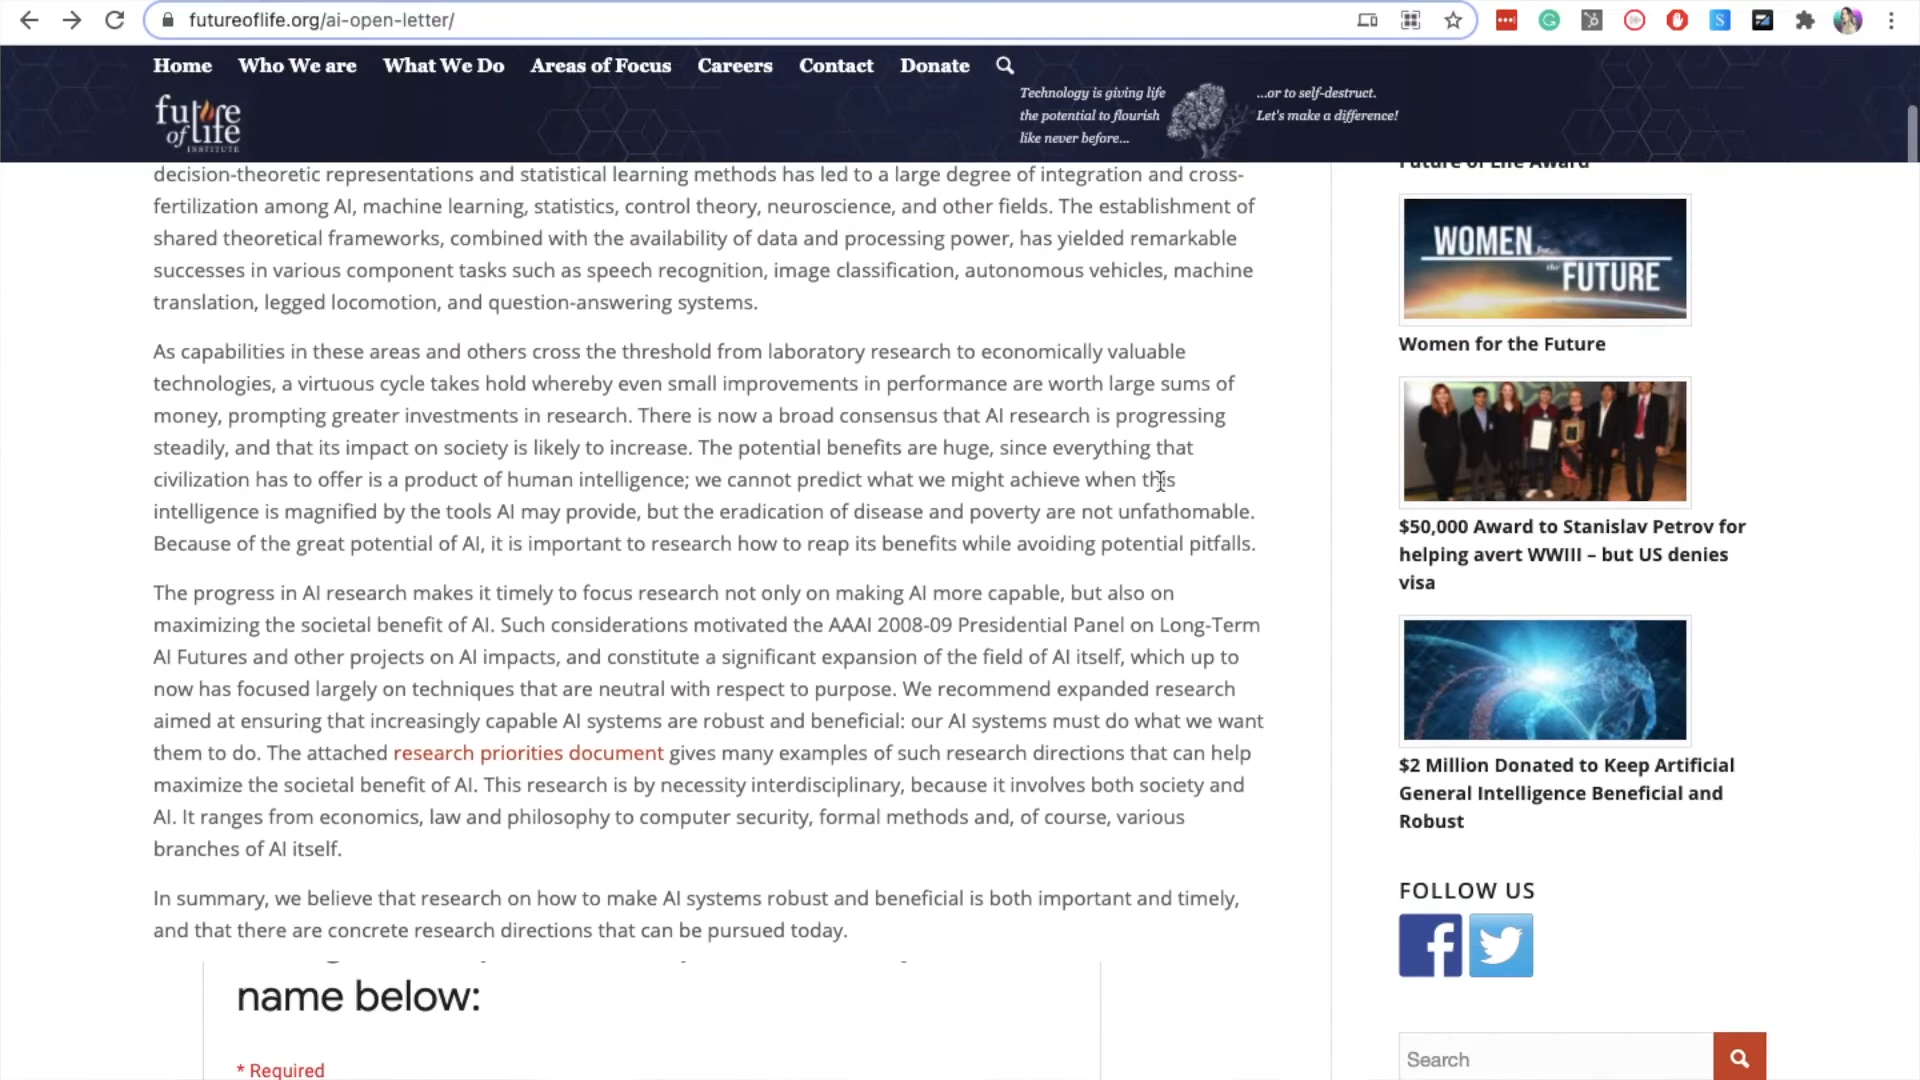 futureoflife.org/ai-open-letter/
Home Who We are What We Do Areas of Focus Careers Contact Donate
future
of life
INSTITUTE
Technology is giving life
the potential to flourish
like never before...
...or to self-destruct.
Let's make a difference!
decision-theoretic representations and statistical learning methods has led to a large degree of integration and cross-
fertilization among AI, machine learning, statistics, control theory, neuroscience, and other fields. The establishment of
shared theoretical frameworks, combined with the availability of data and processing power, has yielded remarkable
successes in various component tasks such as speech recognition, image classification, autonomous vehicles, machine
translation, legged locomotion, and question-answering systems.
As capabilities in these areas and others cross the threshold from laboratory research to economically valuable
technologies, a virtuous cycle takes hold whereby even small improvements in performance are worth large sums of
money, prompting greater investments in research. There is now a broad consensus that AI research is progressing
steadily, and that its impact on society is likely to increase. The potential benefits are huge, since everything that
civilization has to offer is a product of human intelligence; we cannot predict what we might achieve when this
intelligence is magnified by the tools AI may provide, but the eradication of disease and poverty are not unfathomable.
Because of the great potential of AI, it is important to research how to reap its benefits while avoiding potential pitfalls.
The progress in AI research makes it timely to focus research not only on making AI more capable, but also on
maximizing the societal benefit of AI. Such considerations motivated the AAAI 2008-09 Presidential Panel on Long-Term
AI Futures and other projects on AI impacts, and constitute a significant expansion of the field of AI itself, which up to
now has focused largely on techniques that are neutral with respect to purpose. We recommend expanded research
aimed at ensuring that increasingly capable AI systems are robust and beneficial: our AI systems must do what we want
them to do. The attached research priorities document gives many examples of such research directions that can help
maximize the societal benefit of AI. This research is by necessity interdisciplinary, because it involves both society and
AI. It ranges from economics, law and philosophy to computer security, formal methods and, of course, various
branches of AI itself.
In summary, we believe that research on how to make AI systems robust and beneficial is both important and timely,
and that there are concrete research directions that can be pursued today.
name below:
* Required
Future of Life Award
WOMEN for
the FUTURE
Women for the Future
$50,000 Award to Stanislav Petrov for
helping avert WWIII – but US denies
visa
$2 Million Donated to Keep Artificial
General Intelligence Beneficial and
Robust
FOLLOW US
Search